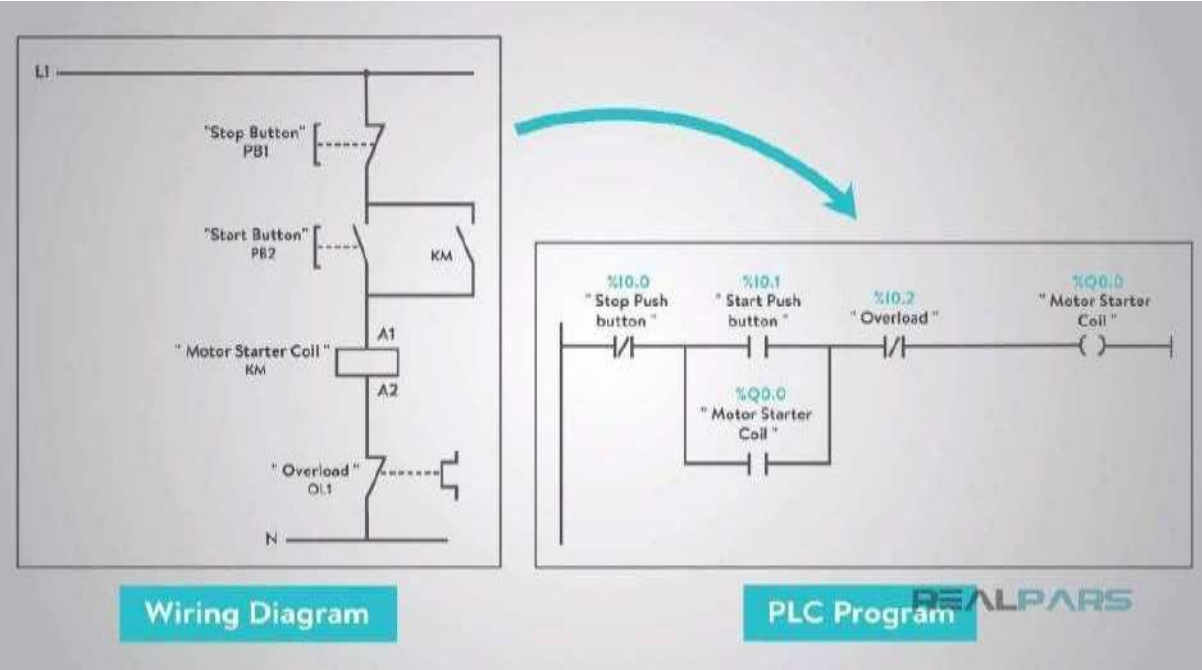 L1
"Stop Button"
PB1
"Start Button"
PB2
KM
A1
" Motor Starter Coil "
KM
A2
" Overload "
OL1
N
Wiring Diagram
%I0.0
" Stop Push
button "
%I0.1
" Start Push
button "
%I0.2
" Overload "
%Q0.0
" Motor Starter
Coil "
%Q0.0
" Motor Starter
Coil "
PLC Program
REALPARS